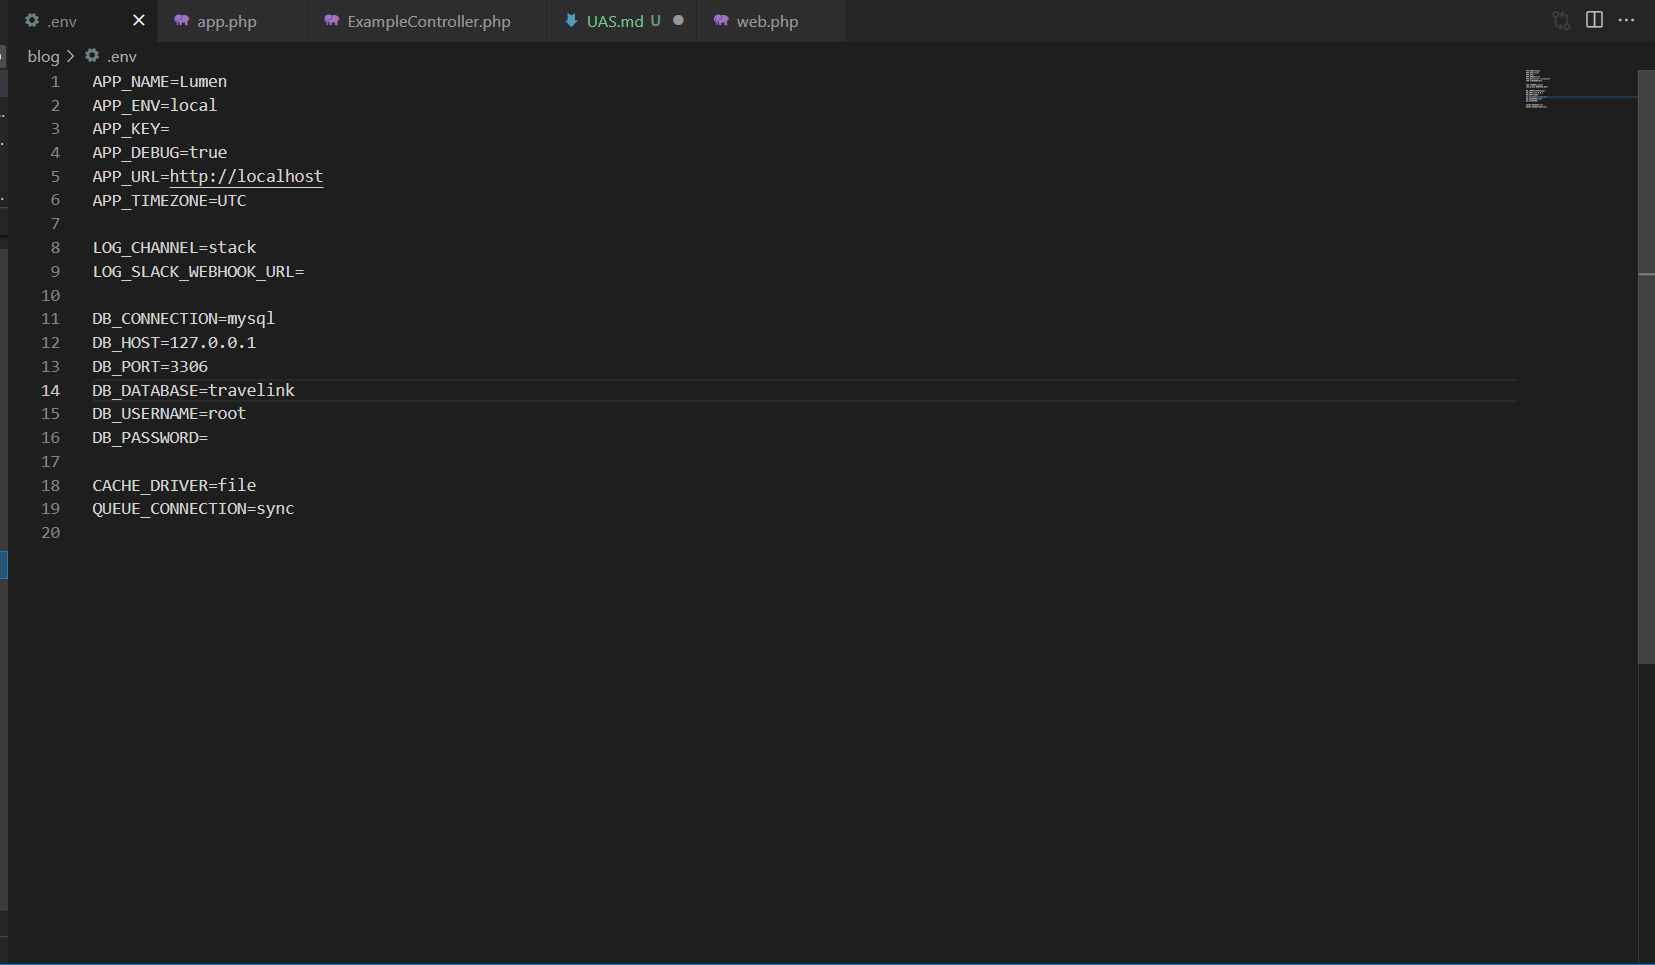 .env app.php ExampleController.php UAS.md U web.php
blog > .env
1 APP_NAME=Lumen
2 APP_ENV=local
3 APP_KEY=
4 APP_DEBUG=true
5 APP_URL=http://localhost
6 APP_TIMEZONE=UTC
7
8 LOG_CHANNEL=stack
9 LOG_SLACK_WEBHOOK_URL=
10
11 DB_CONNECTION=mysql
12 DB_HOST=127.0.0.1
13 DB_PORT=3306
14 DB_DATABASE=travelink
15 DB_USERNAME=root
16 DB_PASSWORD=
17
18 CACHE_DRIVER=file
19 QUEUE_CONNECTION=sync
20